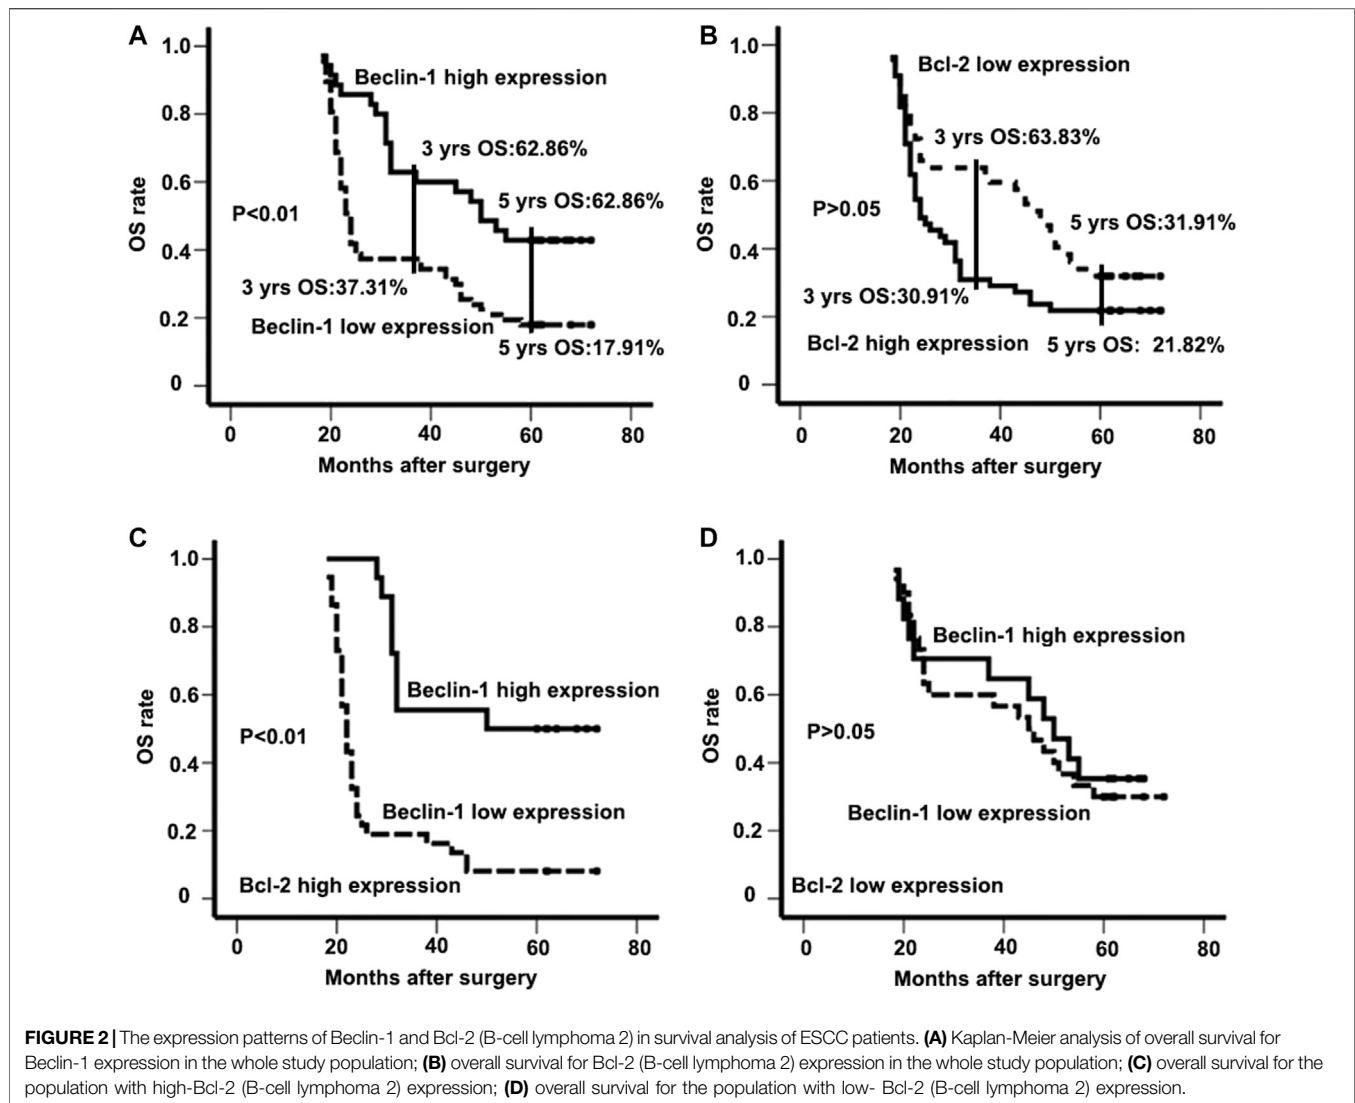 A
1.0
0.8
0.6
0.4
0.2
0
OS rate
Beclin-1 high expression
3 yrs OS:62.86%
5 yrs OS:62.86%
P<0.01
3 yrs OS:37.31%
Beclin-1 low expression
5 yrs OS:17.91%
0 20 40 60 80
Months after surgery
B
1.0
0.8
0.6
0.4
0.2
0
OS rate
Bcl-2 low expression
3 yrs OS:63.83%
P>0.05
5 yrs OS:31.91%
3 yrs OS:30.91%
Bcl-2 high expression
5 yrs OS: 21.82%
0 20 40 60 80
Months after surgery
C
1.0
0.8
0.6
0.4
0.2
0
OS rate
Beclin-1 high expression
P<0.01
Beclin-1 low expression
Bcl-2 high expression
0 20 40 60 80
Months after surgery
D
1.0
0.8
0.6
0.4
0.2
0
OS rate
Beclin-1 high expression
P>0.05
Beclin-1 low expression
Bcl-2 low expression
0 20 40 60 80
Months after surgery
FIGURE 2 | The expression patterns of Beclin-1 and Bcl-2 (B-cell lymphoma 2) in survival analysis of ESCC patients. (A) Kaplan-Meier analysis of overall survival for
Beclin-1 expression in the whole study population; (B) overall survival for Bcl-2 (B-cell lymphoma 2) expression in the whole study population; (C) overall survival for the
population with high-Bcl-2 (B-cell lymphoma 2) expression; (D) overall survival for the population with low- Bcl-2 (B-cell lymphoma 2) expression.